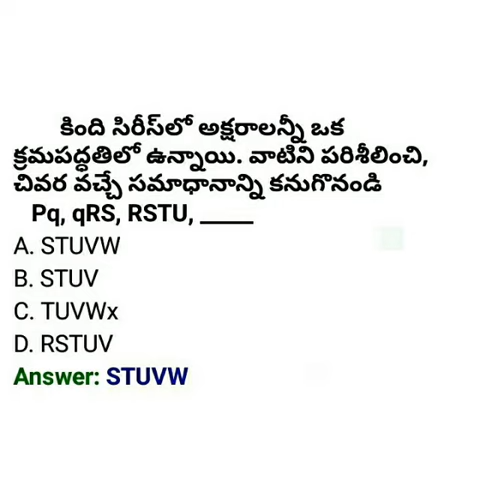 కింది సిరీస్‌లో అక్షరాలన్నీ ఒక
క్రమపద్ధతిలో ఉన్నాయి. వాటిని పరిశీలించి,
చివర వచ్చే సమాధానాన్ని కనుగొనండి
Pq, qRS, RSTU, _____
A. STUVW
B. STUV
C. TUVWx
D. RSTUV
Answer: STUVW